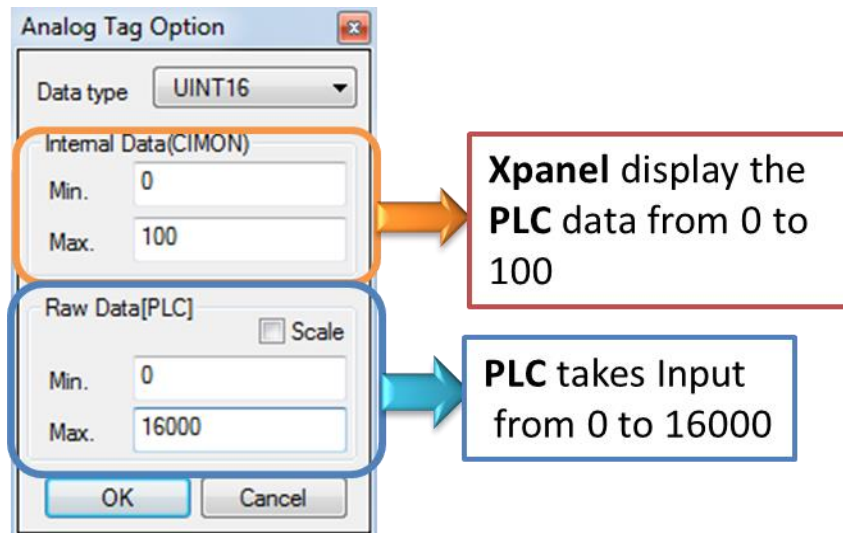 Analog Tag Option
Data type UINT16
Internal Data(CIMON)
Min. 0
Max. 100
Raw Data[PLC]
Scale
Min. 0
Max. 16000
OK Cancel
Xpanel display the
PLC data from 0 to
100
PLC takes Input
from 0 to 16000